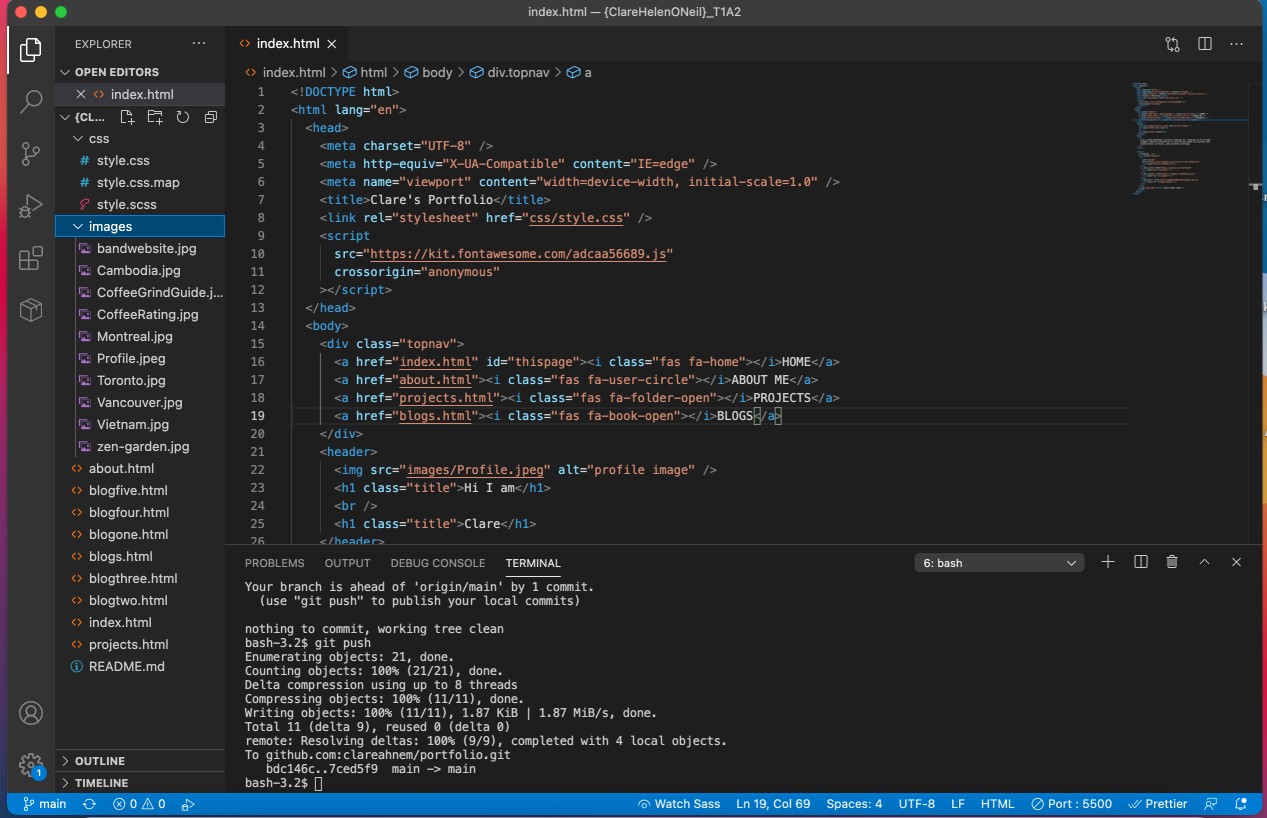 index.html — {ClareHelenONeil}_T1A2
EXPLORER
OPEN EDITORS
index.html
{CL...
css
style.css
style.css.map
style.scss
images
bandwebsite.jpg
Cambodia.jpg
CoffeeGrindGuide.j...
CoffeeRating.jpg
Montreal.jpg
Profile.jpeg
Toronto.jpg
Vancouver.jpg
Vietnam.jpg
zen-garden.jpg
about.html
blogfive.html
blogfour.html
blogone.html
blogs.html
blogthree.html
blogtwo.html
index.html
projects.html
README.md
OUTLINE
TIMELINE
1
index.html
index.html > html > body > div.topnav > a
1 <!DOCTYPE html>
2 <html lang="en">
3 <head>
4 <meta charset="UTF-8" />
5 <meta http-equiv="X-UA-Compatible" content="IE=edge" />
6 <meta name="viewport" content="width=device-width, initial-scale=1.0" />
7 <title>Clare's Portfolio</title>
8 <link rel="stylesheet" href="css/style.css" />
9 <script
10 src="https://kit.fontawesome.com/adcaa56689.js"
11 crossorigin="anonymous"
12 ></script>
13 </head>
14 <body>
15 <div class="topnav">
16 <a href="index.html" id="thispage"><i class="fas fa-home"></i>HOME</a>
17 <a href="about.html"><i class="fas fa-user-circle"></i>ABOUT ME</a>
18 <a href="projects.html"><i class="fas fa-folder-open"></i>PROJECTS</a>
19 <a href="blogs.html"><i class="fas fa-book-open"></i>BLOGS</a>
20 </div>
21 <header>
22 <img src="images/Profile.jpeg" alt="profile image" />
23 <h1 class="title">Hi I am</h1>
24 <br />
25 <h1 class="title">Clare</h1>
26 </header>
PROBLEMS OUTPUT DEBUG CONSOLE TERMINAL 6: bash
Your branch is ahead of 'origin/main' by 1 commit.
(use "git push" to publish your local commits)
nothing to commit, working tree clean
bash-3.2$ git push
Enumerating objects: 21, done.
Counting objects: 100% (21/21), done.
Delta compression using up to 8 threads
Compressing objects: 100% (11/11), done.
Writing objects: 100% (11/11), 1.87 KiB | 1.87 MiB/s, done.
Total 11 (delta 9), reused 0 (delta 0)
remote: Resolving deltas: 100% (9/9), completed with 4 local objects.
To github.com:clareahnem/portfolio.git
bdc146c..7ced5f9 main -> main
bash-3.2$
main 0 0 Watch Sass Ln 19, Col 69 Spaces: 4 UTF-8 LF HTML Port : 5500 Prettier